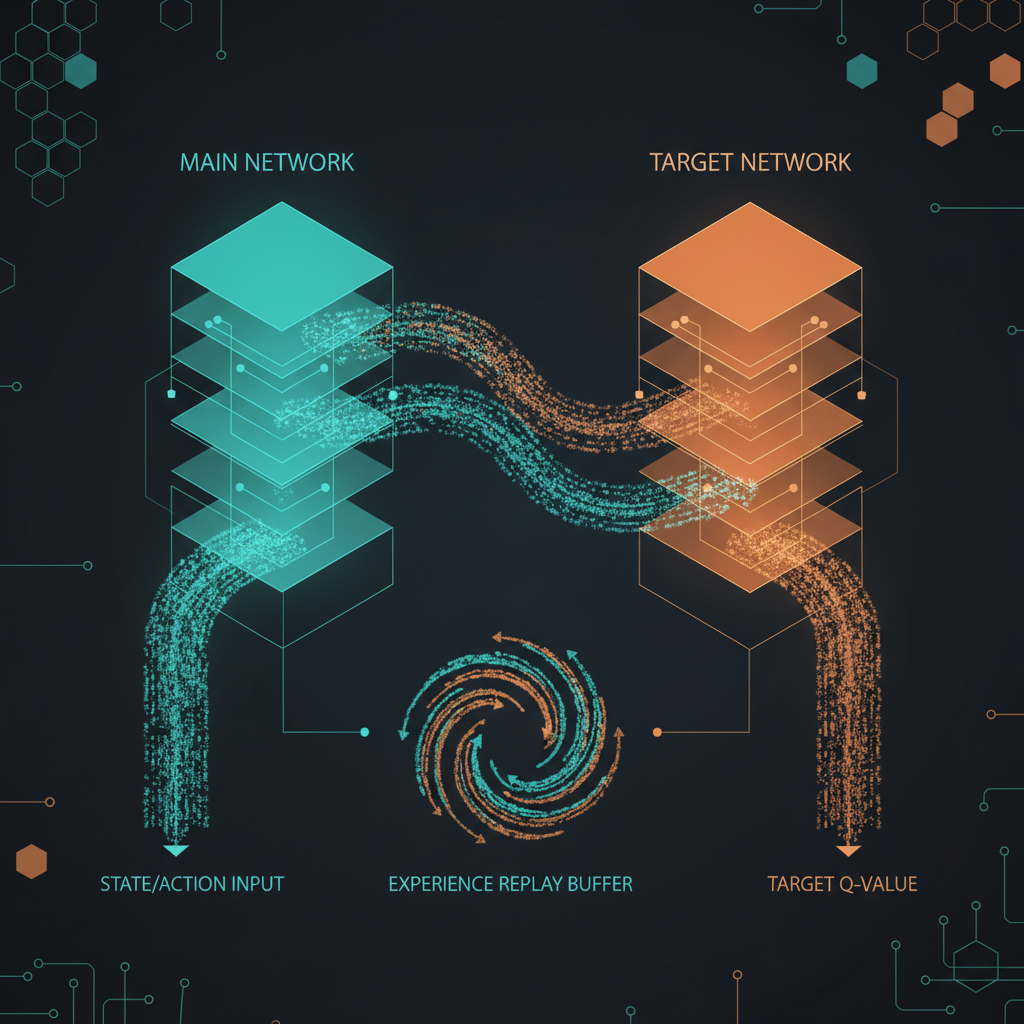 MAIN NETWORK
TARGET NETWORK
STATE/ACTION INPUT
EXPERIENCE REPLAY BUFFER
TARGET Q-VALUE